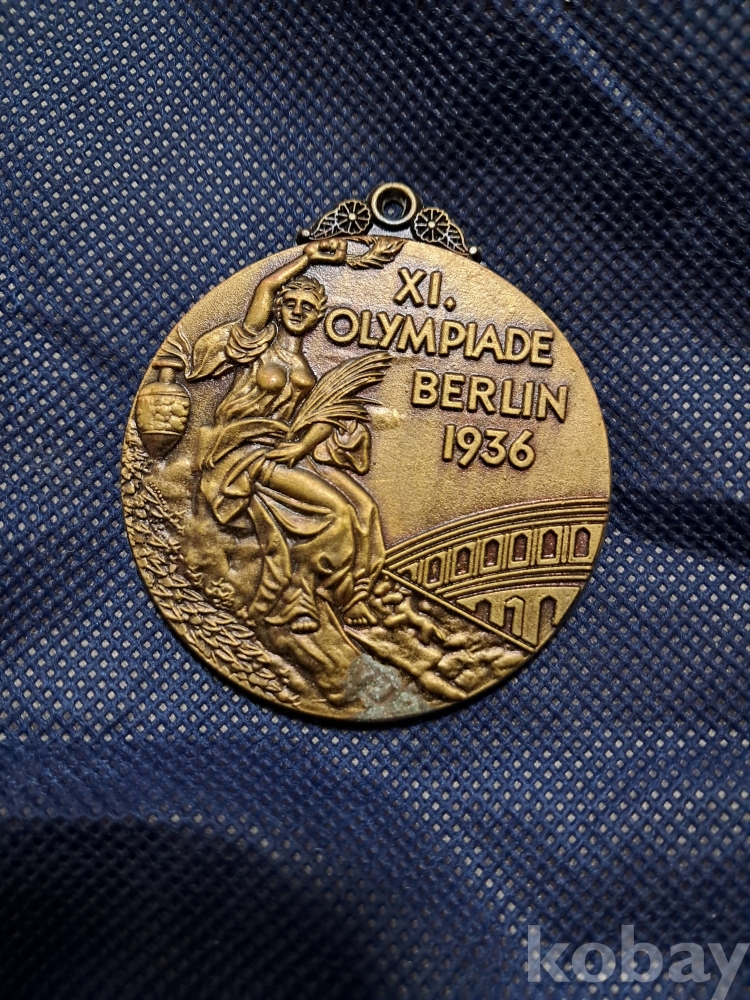 XI.
OLYMPIADE
BERLIN
1936
kobay